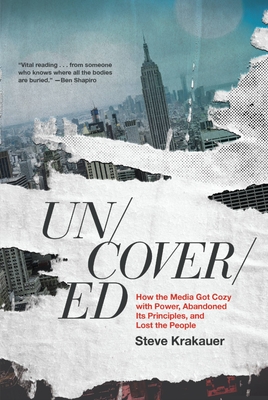 "Vital reading . . . from someone
who knows where all the bodies
are buried." —Ben Shapiro
UN/
COVER/
ED
How the Media Got Cozy
with Power, Abandoned
Its Principles, and
Lost the People
Steve Krakauer